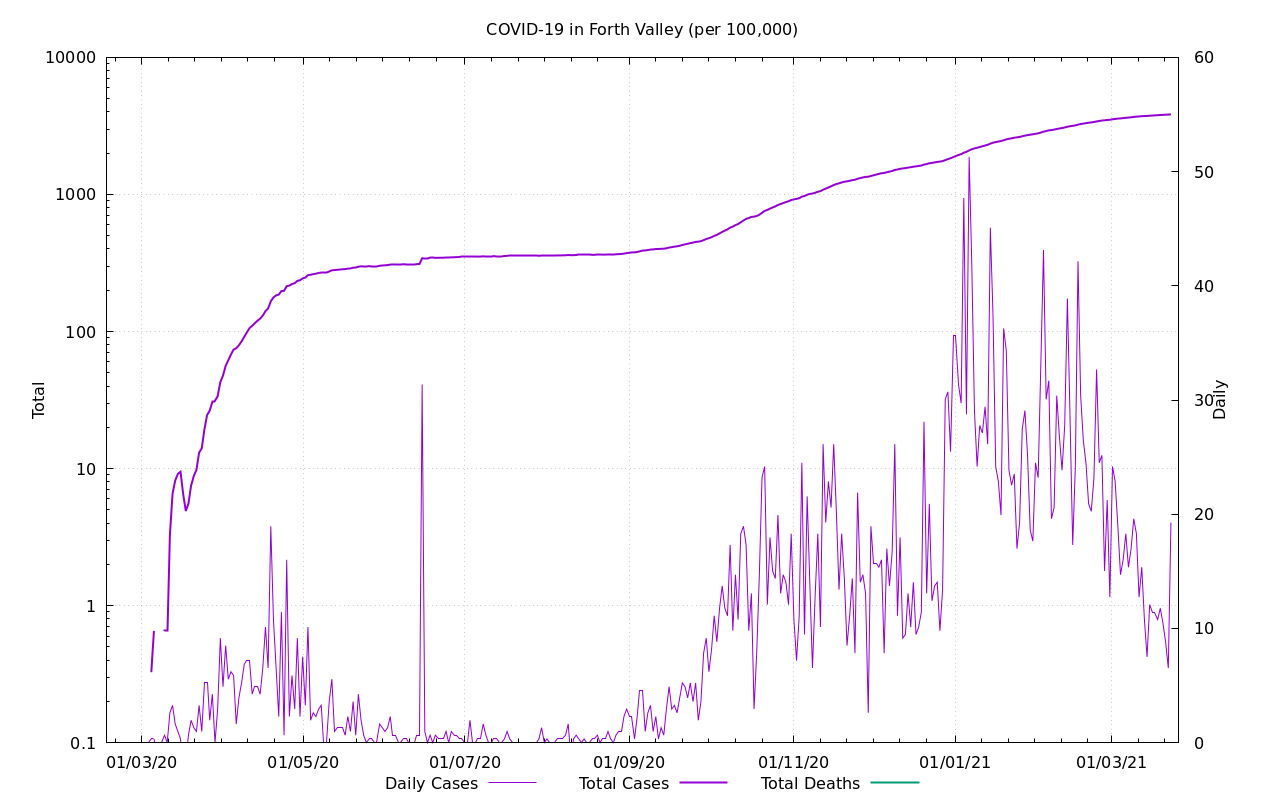 COVID-19 in Forth Valley (per 100,000)
10000
1000
100
10
1
0.1
Total
60
50
40
30
20
10
0
Daily
01/03/20 01/05/20 01/07/20 01/09/20 01/11/20 01/01/21 01/03/21
Daily Cases Total Cases Total Deaths